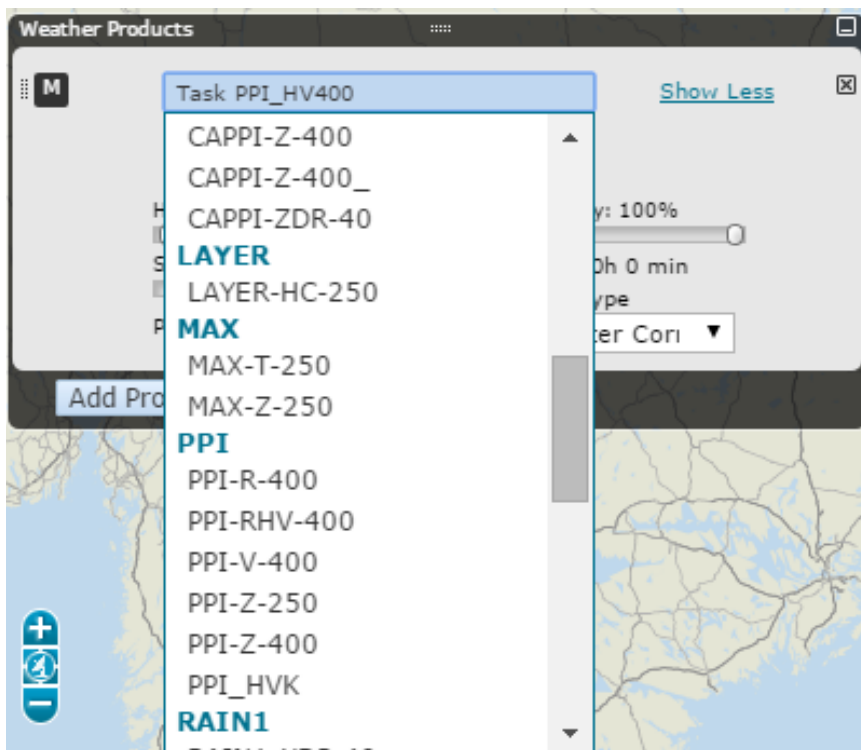 Weather Products
M
Task PPI_HV400
Show Less
CAPPI-Z-400
CAPPI-Z-400_
CAPPI-ZDR-40
y: 100%
LAYER
0h 0 min
LAYER-HC-250
ype
MAX
MAX-T-250
MAX-Z-250
Add Pro
PPI
PPI-R-400
PPI-RHV-400
PPI-V-400
PPI-Z-250
PPI-Z-400
PPI_HVK
RAIN1